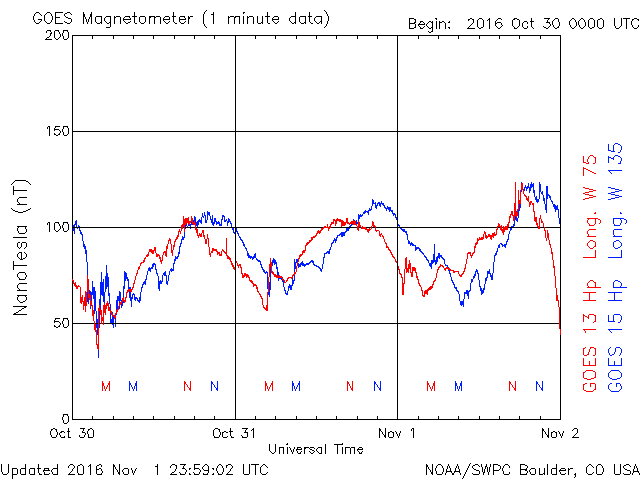 GOES Magnetometer (1 minute data)
Begin: 2016 Oct 30 0000 UTC
200
150
100
50
0
NanoTesla (nT)
M M N N M M N N M M N N
Oct 30 Oct 31 Nov 1 Nov 2
Universal Time
GOES 13 Hp Long. W 75
GOES 15 Hp Long. W 135
Updated 2016 Nov 1 23:59:02 UTC
NOAA/SWPC Boulder, CO USA